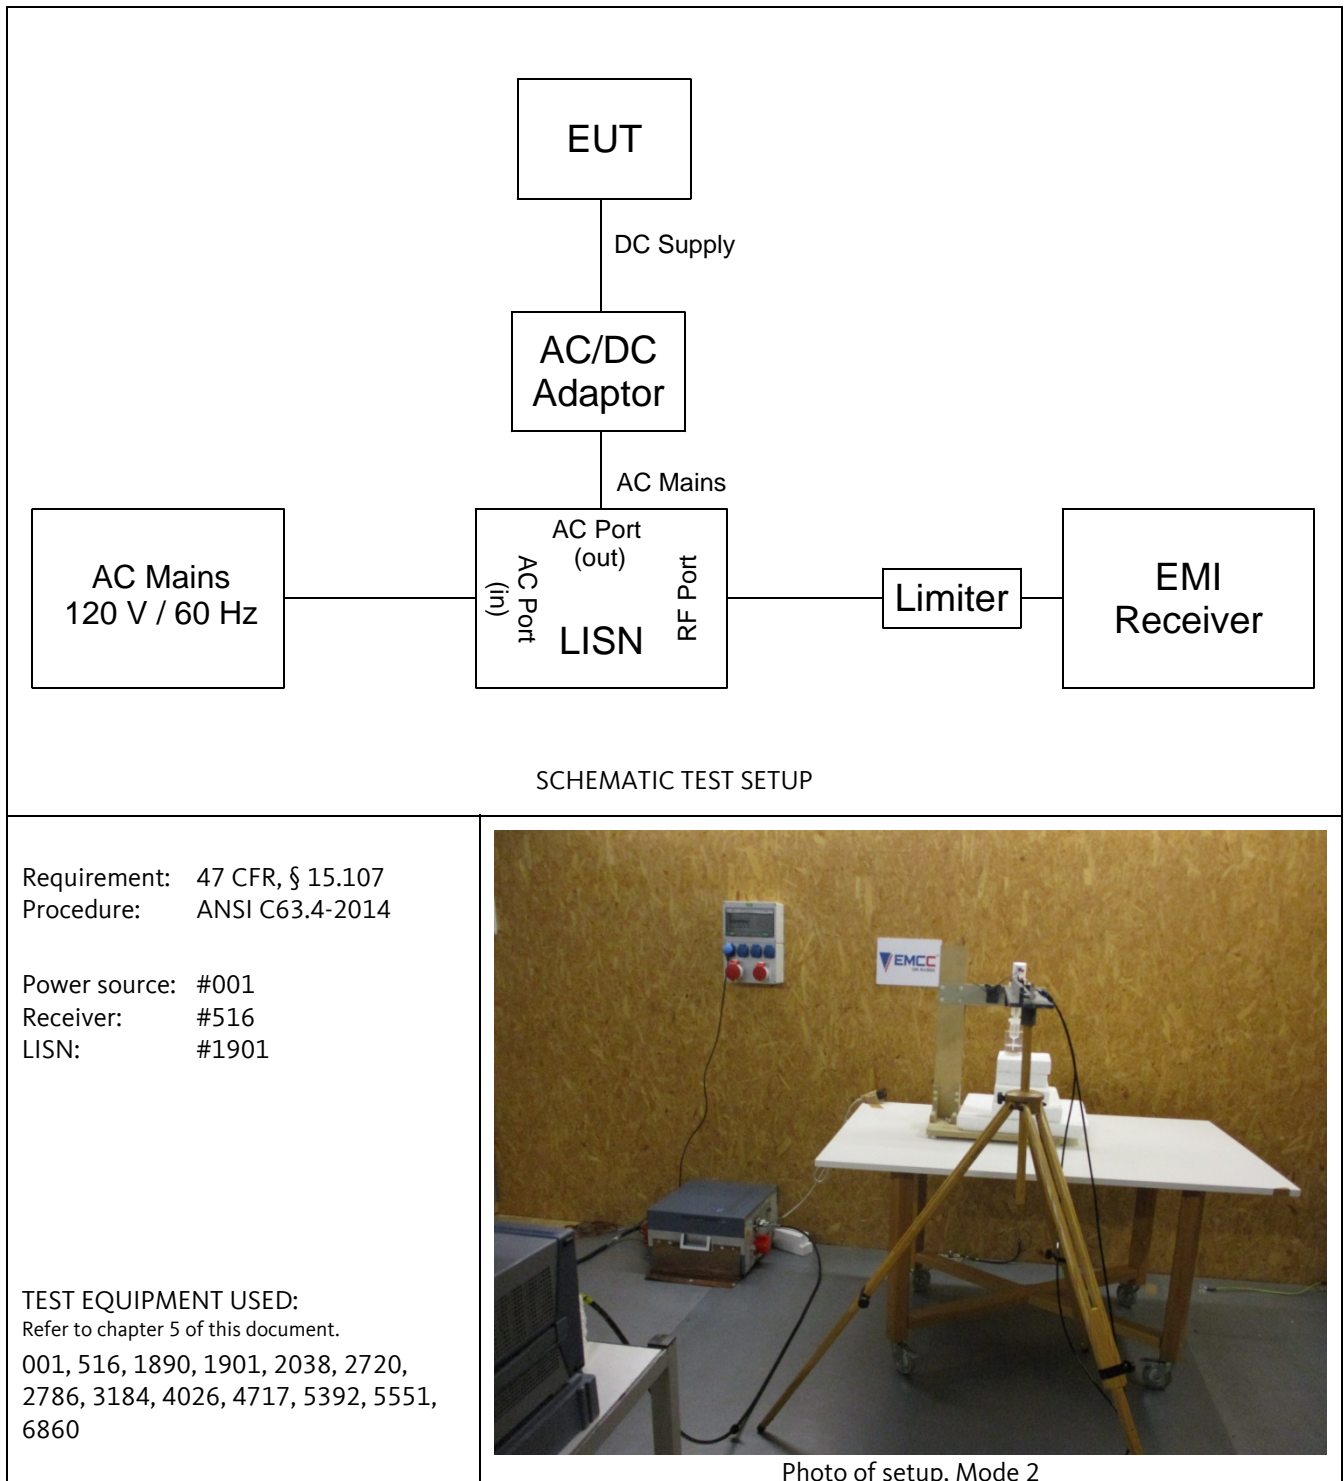 EUT
DC Supply
AC/DC
Adaptor
AC Mains
AC Mains
120 V / 60 Hz
AC Port
(in)
AC Port
(out)
LISN
RF Port
Limiter
EMI
Receiver
SCHEMATIC TEST SETUP
Requirement: 47 CFR, § 15.107
Procedure: ANSI C63.4-2014
Power source: #001
Receiver: #516
LISN: #1901
TEST EQUIPMENT USED:
Refer to chapter 5 of this document.
001, 516, 1890, 1901, 2038, 2720,
2786, 3184, 4026, 4717, 5392, 5551,
6860
EMCC
Photo of setup, Mode 2